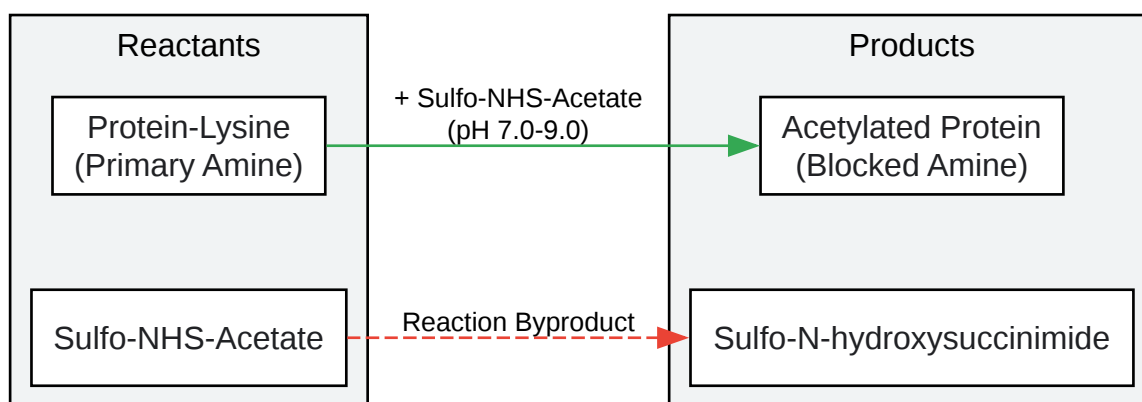 Reactants
Products
Protein-Lysine
(Primary Amine)
+ Sulfo-NHS-Acetate
(pH 7.0-9.0)
Acetylated Protein
(Blocked Amine)
Sulfo-NHS-Acetate
Reaction Byproduct
Sulfo-N-hydroxysuccinimide